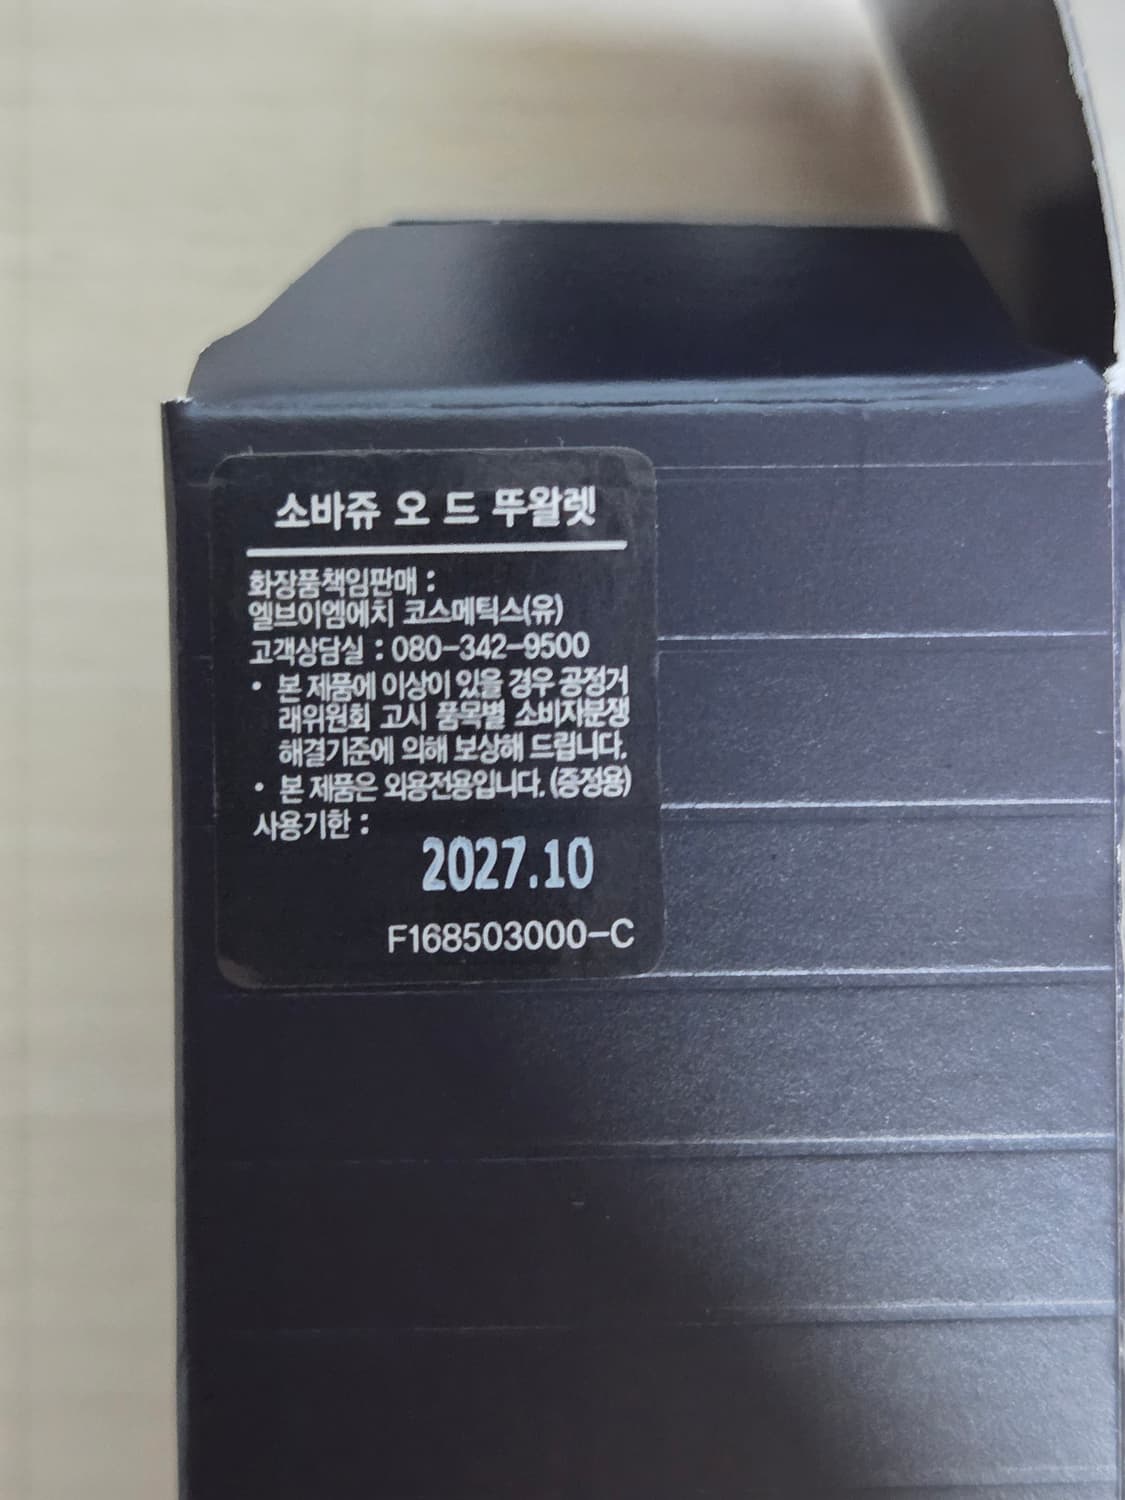 소바쥬 오 드 뚜왈렛
화장품책임판매 :
엘브이엠에치 코스메틱스(유)
고객상담실 : 080-342-9500
• 본 제품에 이상이 있을 경우 공정거
래위원회 고시 품목별 소비자분쟁
해결기준에 의해 보상해 드립니다.
• 본 제품은 외용전용입니다. (증정용)
사용기한 :
2027.10
F168503000-C